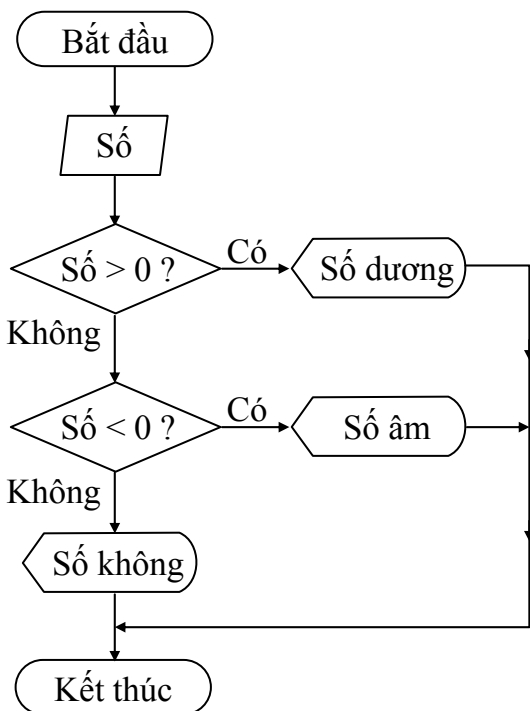 Bắt đầu
Số
Số > 0 ?
Có
Số dương
Không
Số < 0 ?
Có
Số âm
Không
Số không
Kết thúc